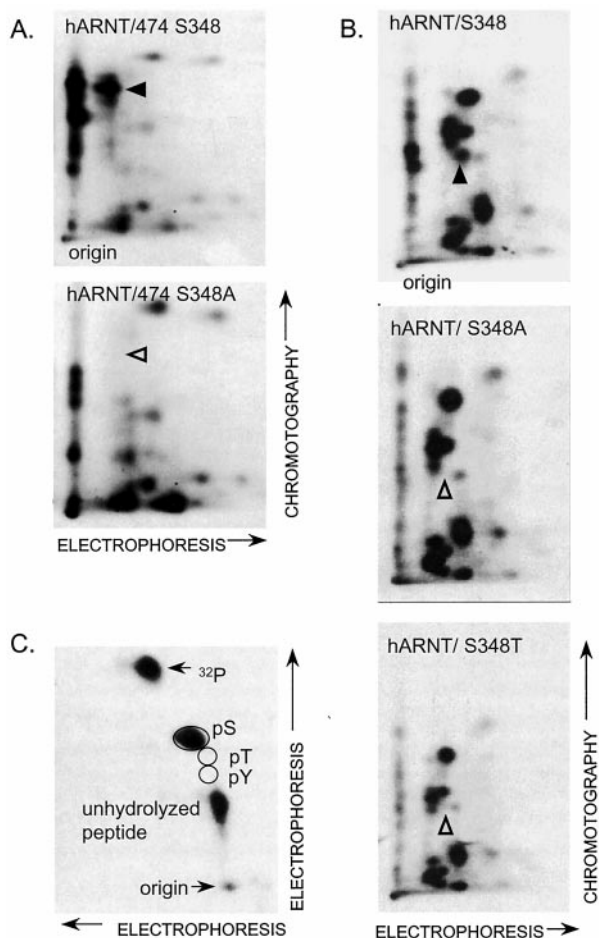 A.
hARNT/474 S348
origin
hARNT/474 S348A
CHROMOTOGRAPHY
ELECTROPHORESIS
B.
hARNT/S348
origin
hARNT/ S348A
hARNT/ S348T
CHROMOTOGRAPHY
ELECTROPHORESIS
C.
32P
pS
pT
pY
unhydrolyzed
peptide
origin
ELECTROPHORESIS
ELECTROPHORESIS